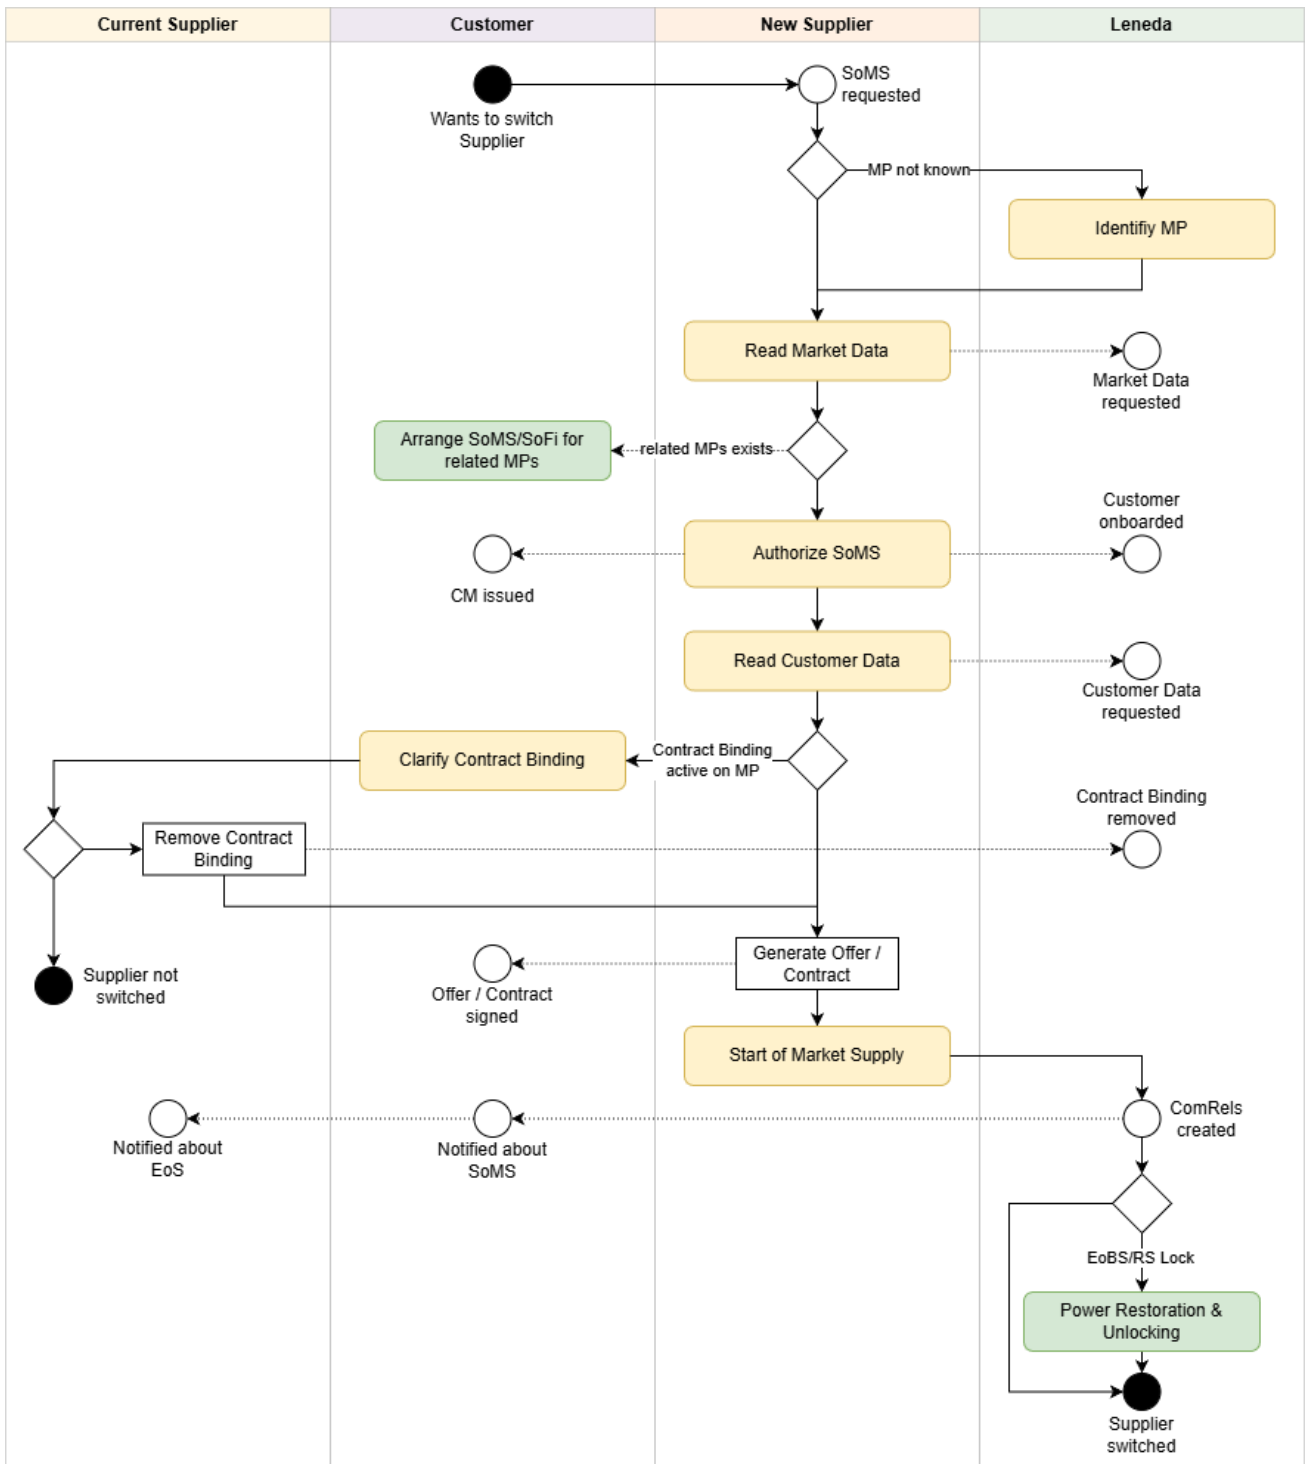 Current Supplier
Customer
New Supplier
Leneda
Wants to switch
Supplier
SoMS
requested
MP not known
Identifiy MP
Read Market Data
Market Data
requested
Arrange SoMS/SoFi for
related MPs
related MPs exists
Customer
onboarded
Authorize SoMS
CM issued
Read Customer Data
Customer Data
requested
Clarify Contract Binding
Contract Binding
active on MP
Contract Binding
removed
Remove Contract
Binding
Supplier not
switched
Generate Offer /
Contract
Offer / Contract
signed
Start of Market Supply
ComRels
created
Notified about
EoS
Notified about
SoMS
EoBS/RS Lock
Power Restoration &
Unlocking
Supplier
switched